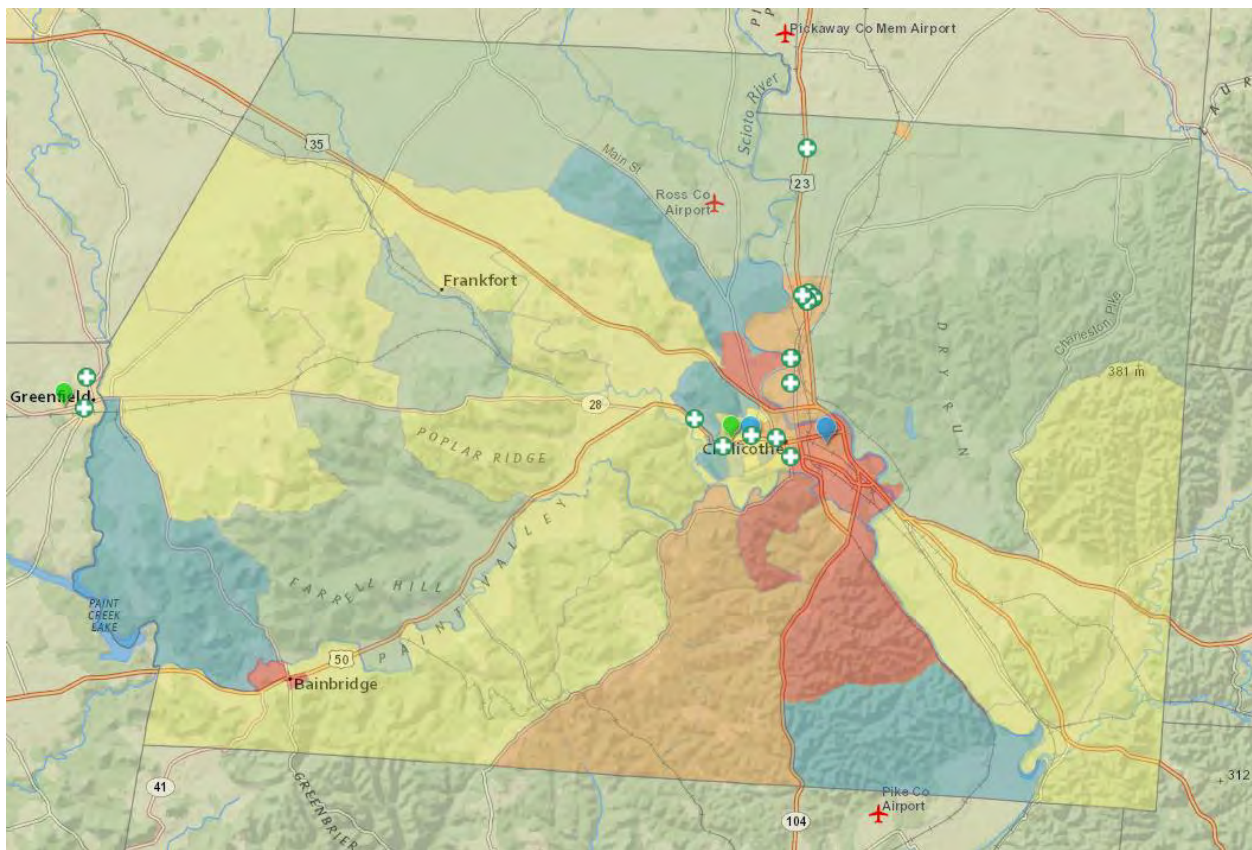 Pickaway Co Mem Airport
Scioto River
35
Main St
23
Ross Co
Airport
Frankfort
Charleston Pike
DRY RUN
381 m
Greenfield
28
POPLAR RIDGE
Chillicothe
PAINT VALLEY
FARRELL HILL
PAINT
CREEK
LAKE
50
Bainbridge
41
GREENBRIER
Pike Co
Airport
104
312